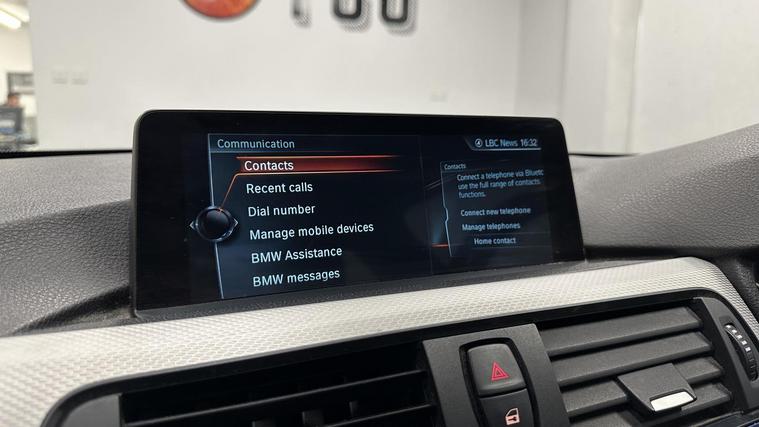 Communication
LBC News 16:32
Contacts
Recent calls
Dial number
Manage mobile devices
BMW Assistance
BMW messages
Contacts
Connect a telephone via Bluetc
use the full range of contacts
functions.
Connect new telephone
Manage telephones
Home contact